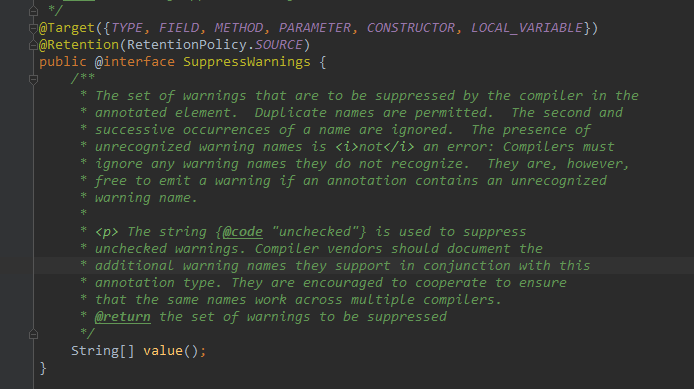 */
@Target({TYPE, FIELD, METHOD, PARAMETER, CONSTRUCTOR, LOCAL_VARIABLE})
@Retention(RetentionPolicy.SOURCE)
public @interface SuppressWarnings {
/**
* The set of warnings that are to be suppressed by the compiler in the
* annotated element.  Duplicate names are permitted.  The second and
* successive occurrences of a name are ignored.  The presence of
* unrecognized warning names is <i>not</i> an error: Compilers must
* ignore any warning names they do not recognize.  They are, however,
* free to emit a warning if an annotation contains an unrecognized
* warning name.
*
* <p> The string {@code "unchecked"} is used to suppress
* unchecked warnings. Compiler vendors should document the
* additional warning names they support in conjunction with this
* annotation type. They are encouraged to cooperate to ensure
* that the same names work across multiple compilers.
* @return the set of warnings to be suppressed
*/
String[] value();
}